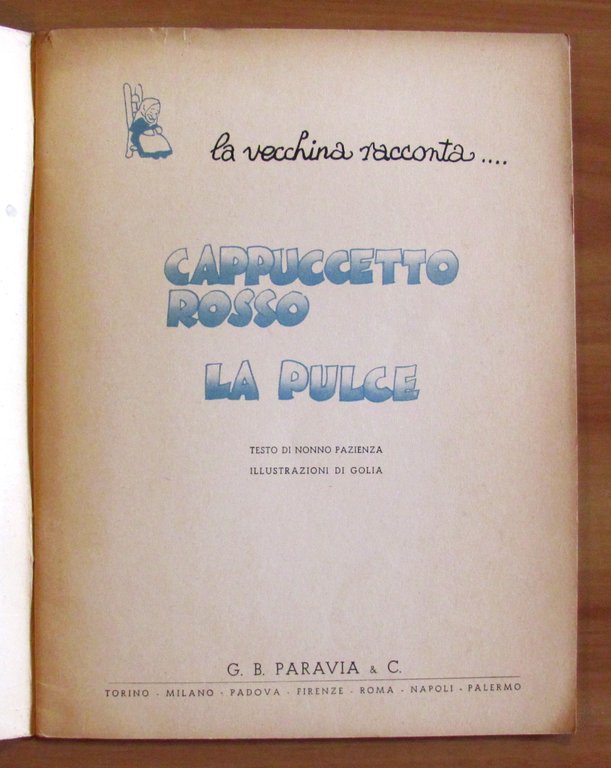 la vecchina racconta....
CAPPUCCETTO
ROSSO
LA PULCE
TESTO DI NONNO PAZIENZA
ILLUSTRAZIONI DI GOLIA
G. B. PARAVIA & C.
TORINO - MILANO - PADOVA - FIRENZE - ROMA - NAPOLI - PALERMO